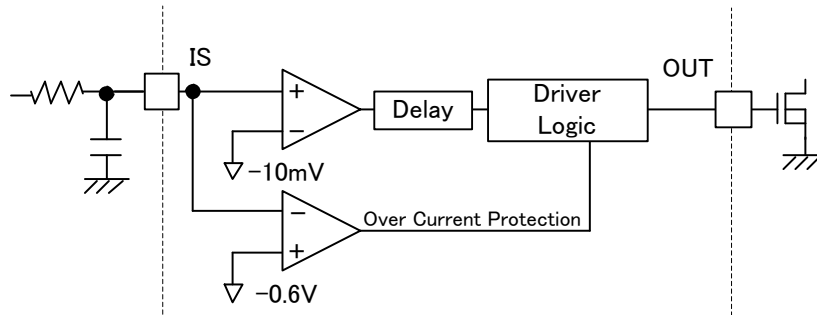 IS
OUT
+
−
−10mV
Delay
Driver
Logic
−
+
Over Current Protection
−0.6V